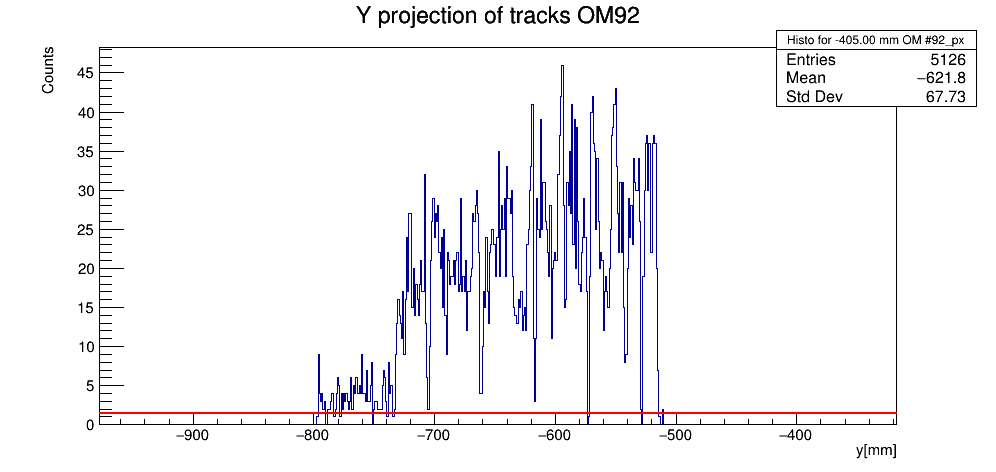 Y projection of tracks OM92
Histo for -405.00 mm OM #92_px
Entries 5126
Mean −621.8
Std Dev 67.73
Counts
45
40
35
30
25
20
15
10
5
0
−900 −800 −700 −600 −500 −400
y[mm]